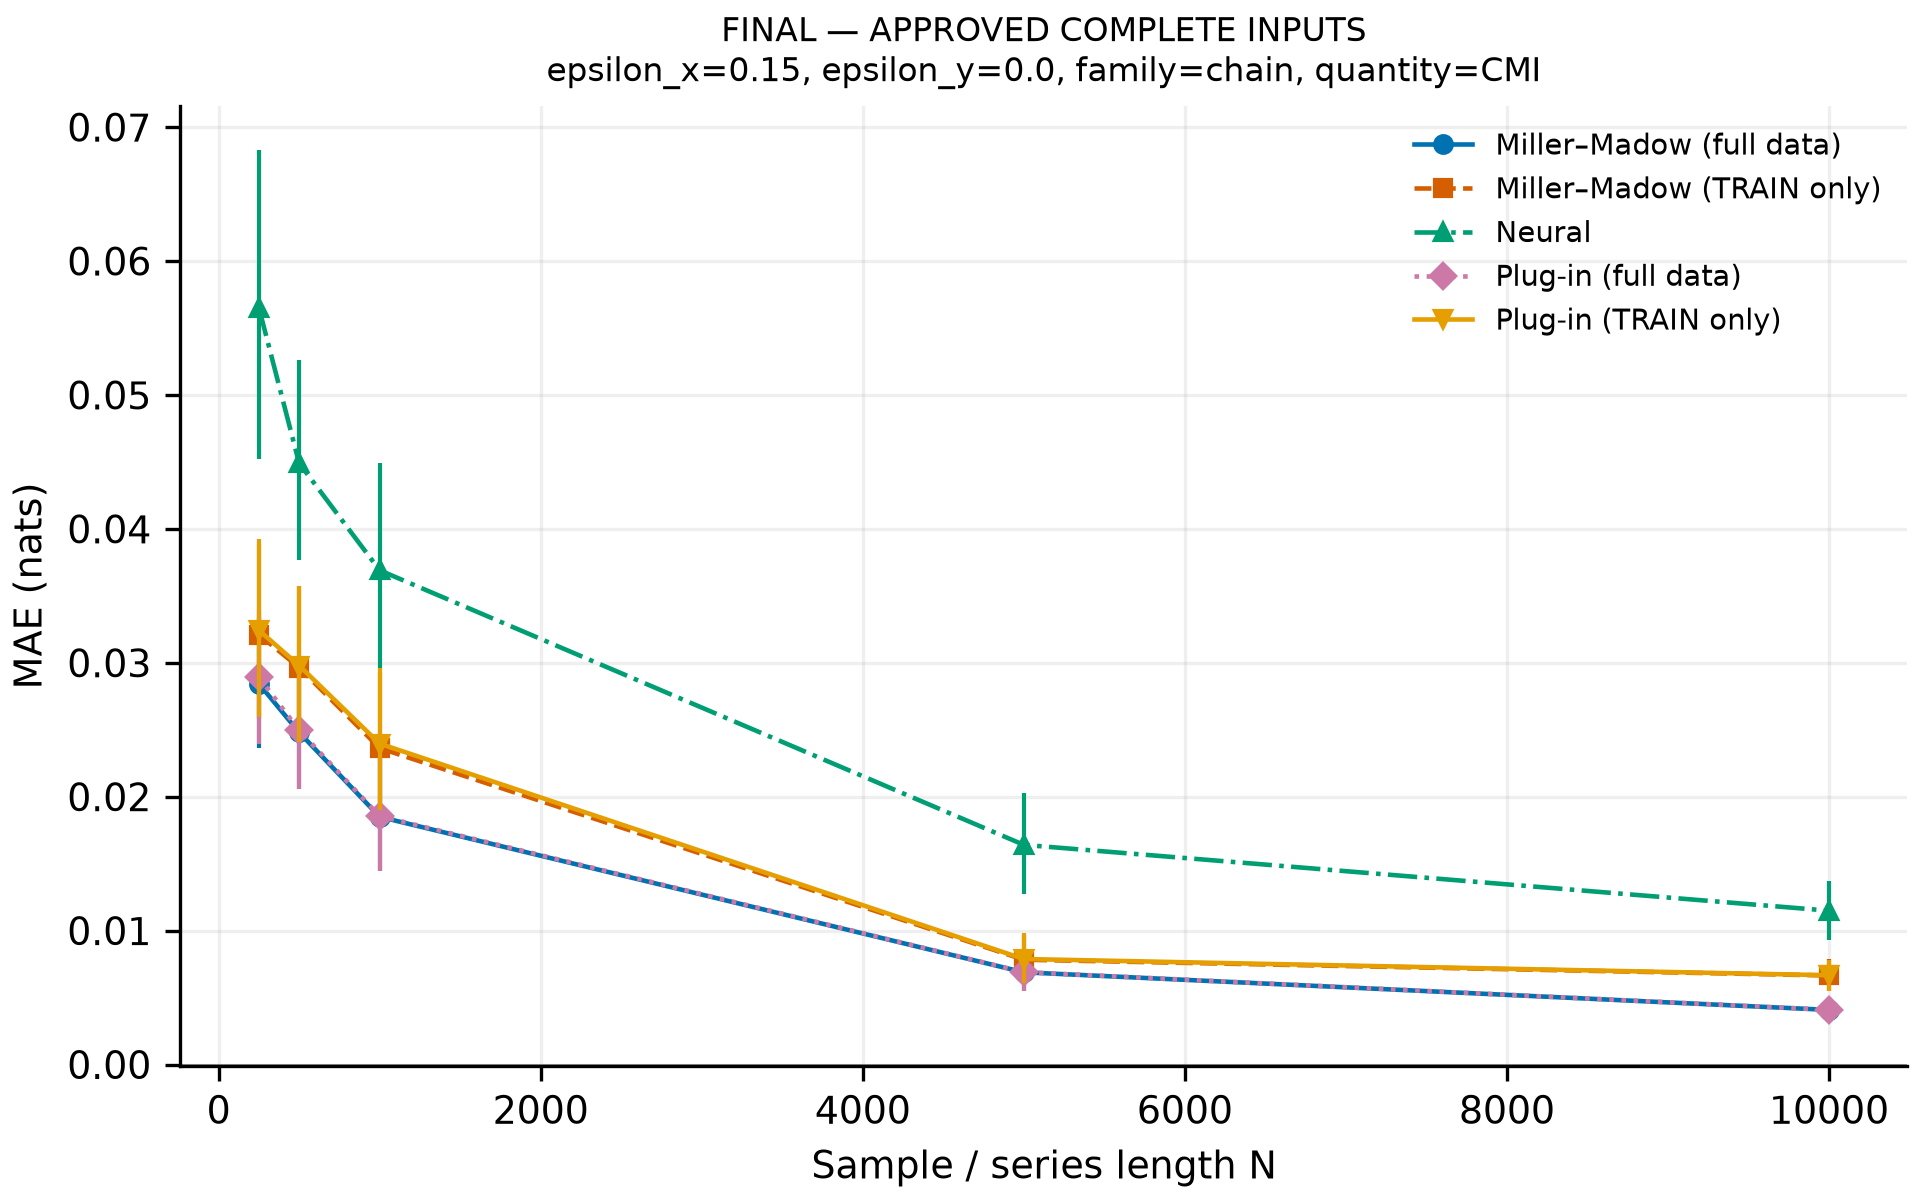 FINAL — APPROVED COMPLETE INPUTS
epsilon_x=0.15, epsilon_y=0.0, family=chain, quantity=CMI
Miller–Madow (full data)
Miller–Madow (TRAIN only)
Neural
Plug-in (full data)
Plug-in (TRAIN only)
MAE (nats)
0.07
0.06
0.05
0.04
0.03
0.02
0.01
0.00
0 2000 4000 6000 8000 10000
Sample / series length N